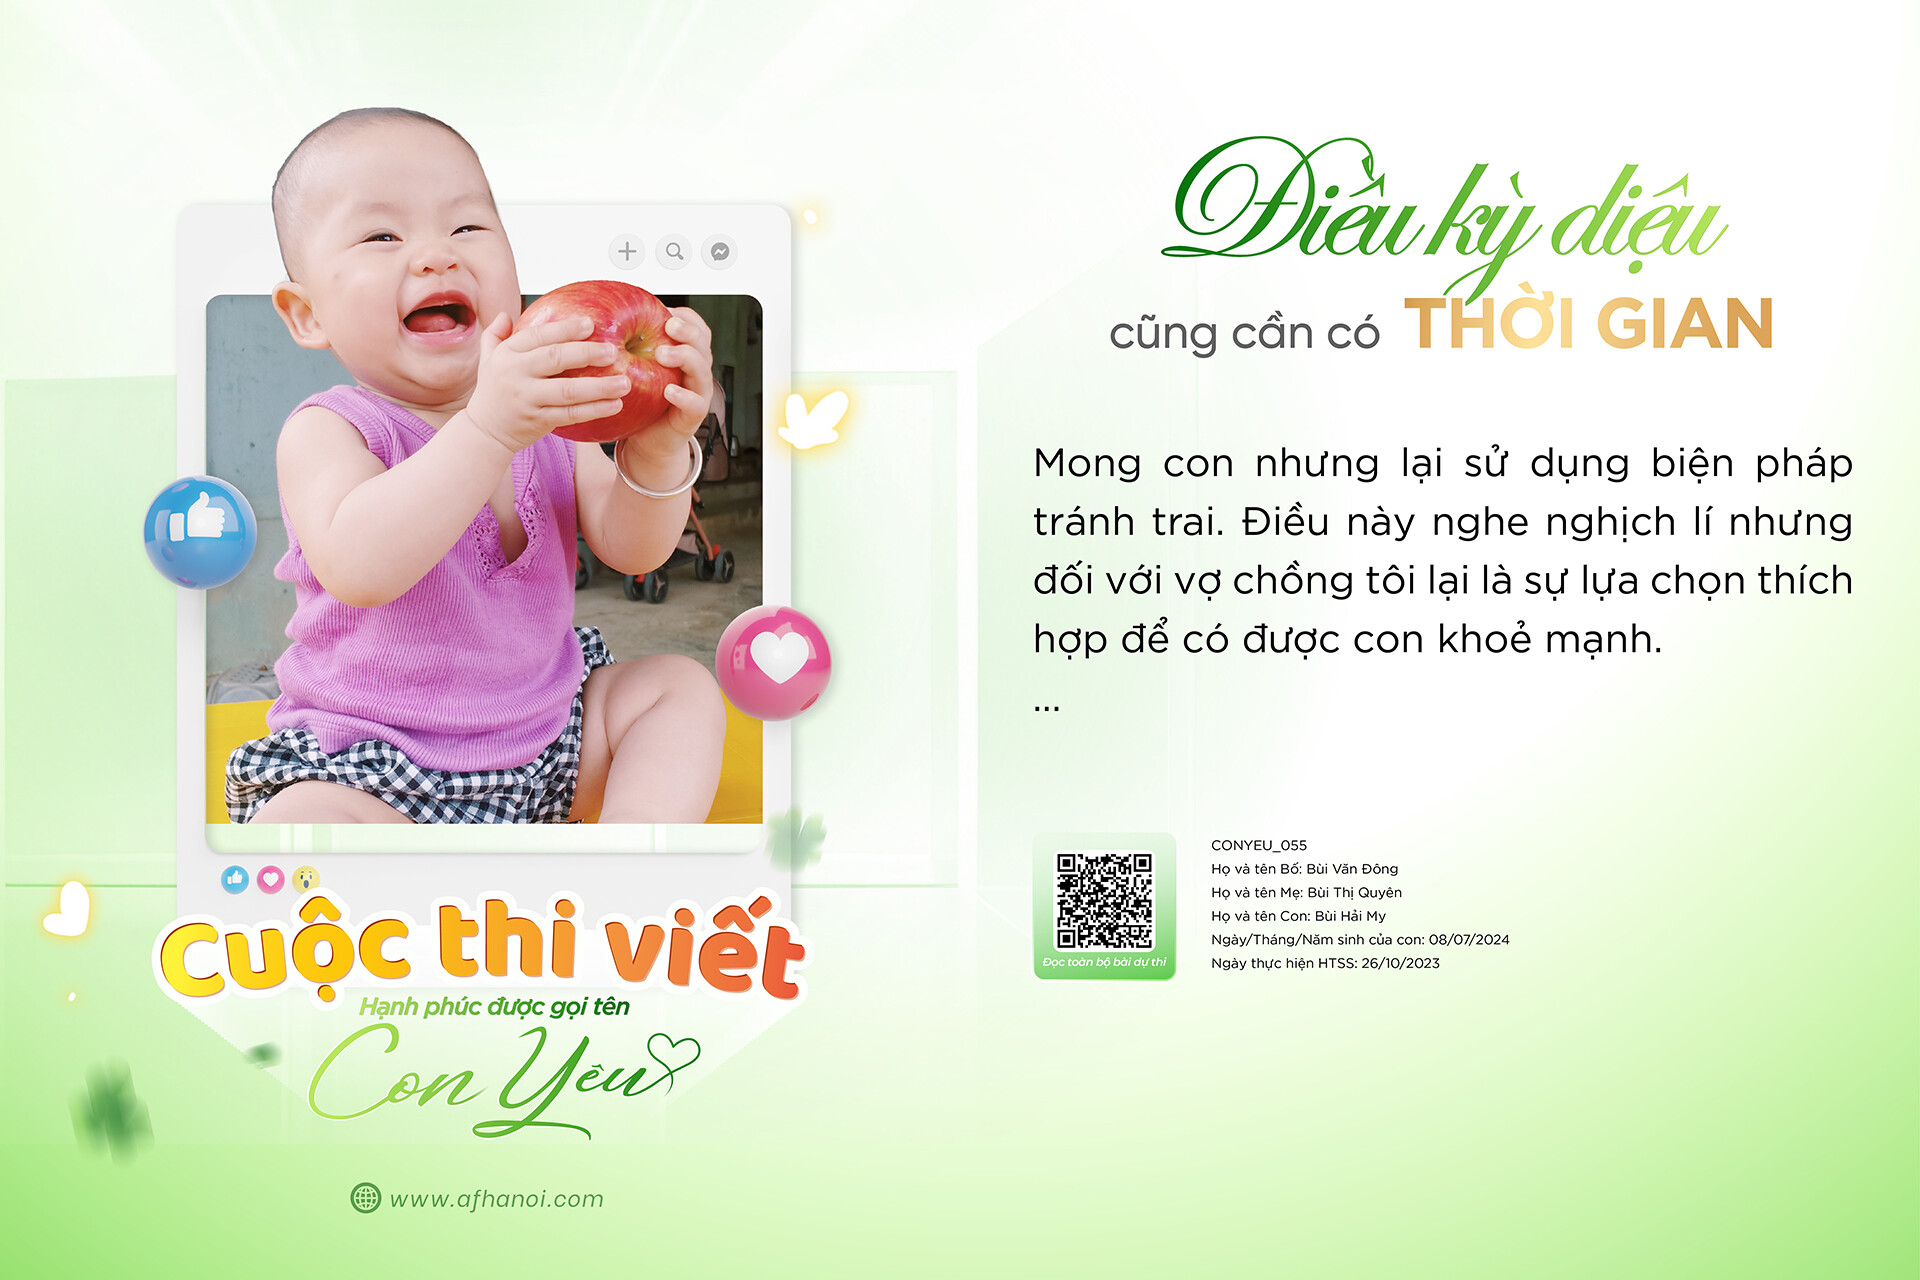 Điều kỳ diệu
cũng cần có THỜI GIAN
Mong con nhưng lại sử dụng biện pháp
tránh trai. Điều này nghe nghịch lí nhưng
đối với vợ chồng tôi lại là sự lựa chọn thích
hợp để có được con khoẻ mạnh.
...
Đọc toàn bộ bài dự thi
CONYEU_055
Họ và tên Bố: Bùi Văn Đông
Họ và tên Mẹ: Bùi Thị Quyên
Họ và tên Con: Bùi Hải My
Ngày/Tháng/Năm sinh của con: 08/07/2024
Ngày thực hiện HTSS: 26/10/2023
Cuộc thi viết
Hạnh phúc được gọi tên
Con Yêu
www.afhanoi.com